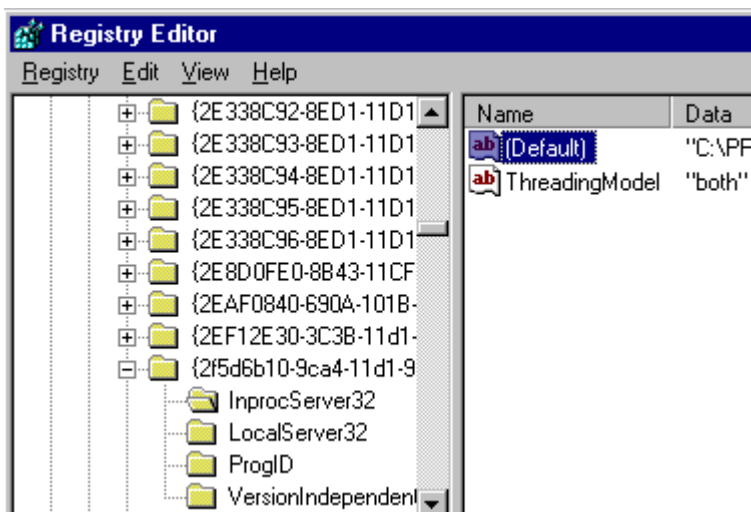 Registry Editor
Registry Edit View Help
{2E338C92-8ED1-11D1
{2E338C93-8ED1-11D1
{2E338C94-8ED1-11D1
{2E338C95-8ED1-11D1
{2E338C96-8ED1-11D1
{2E8D0FE0-8B43-11CF
{2EAF0840-690A-101B-
{2EF12E30-3C3B-11d1-
{2f5d6b10-9ca4-11d1-9
InprocServer32
LocalServer32
ProgID
VersionIndependent
Name Data
ab (Default) "C:\PF
ab ThreadingModel "both"